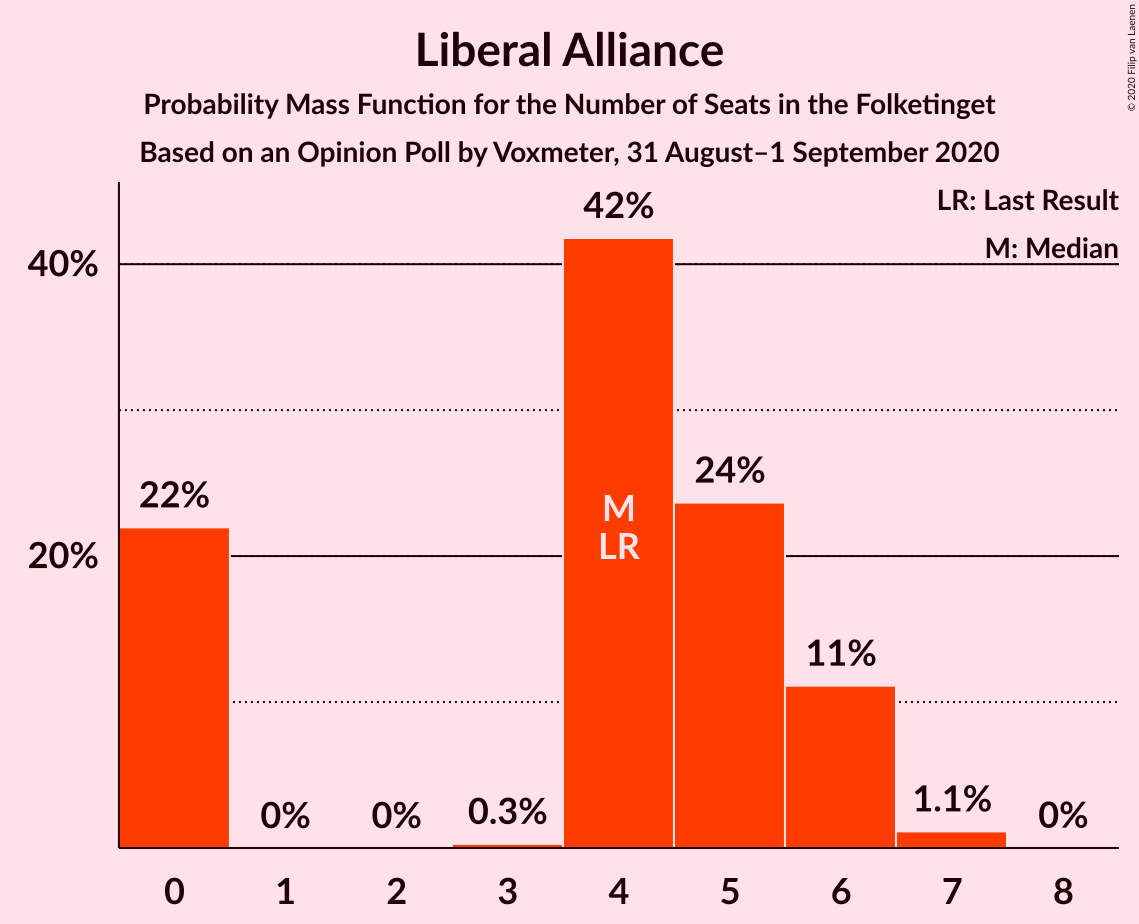 Liberal Alliance
Probability Mass Function for the Number of Seats in the Folketinget
Based on an Opinion Poll by Voxmeter, 31 August–1 September 2020
© 2020 Filip van Laenen
LR: Last Result
M: Median
40%
20%
22%
0%
0%
0.3%
42%
M
LR
24%
11%
1.1%
0%
0 1 2 3 4 5 6 7 8